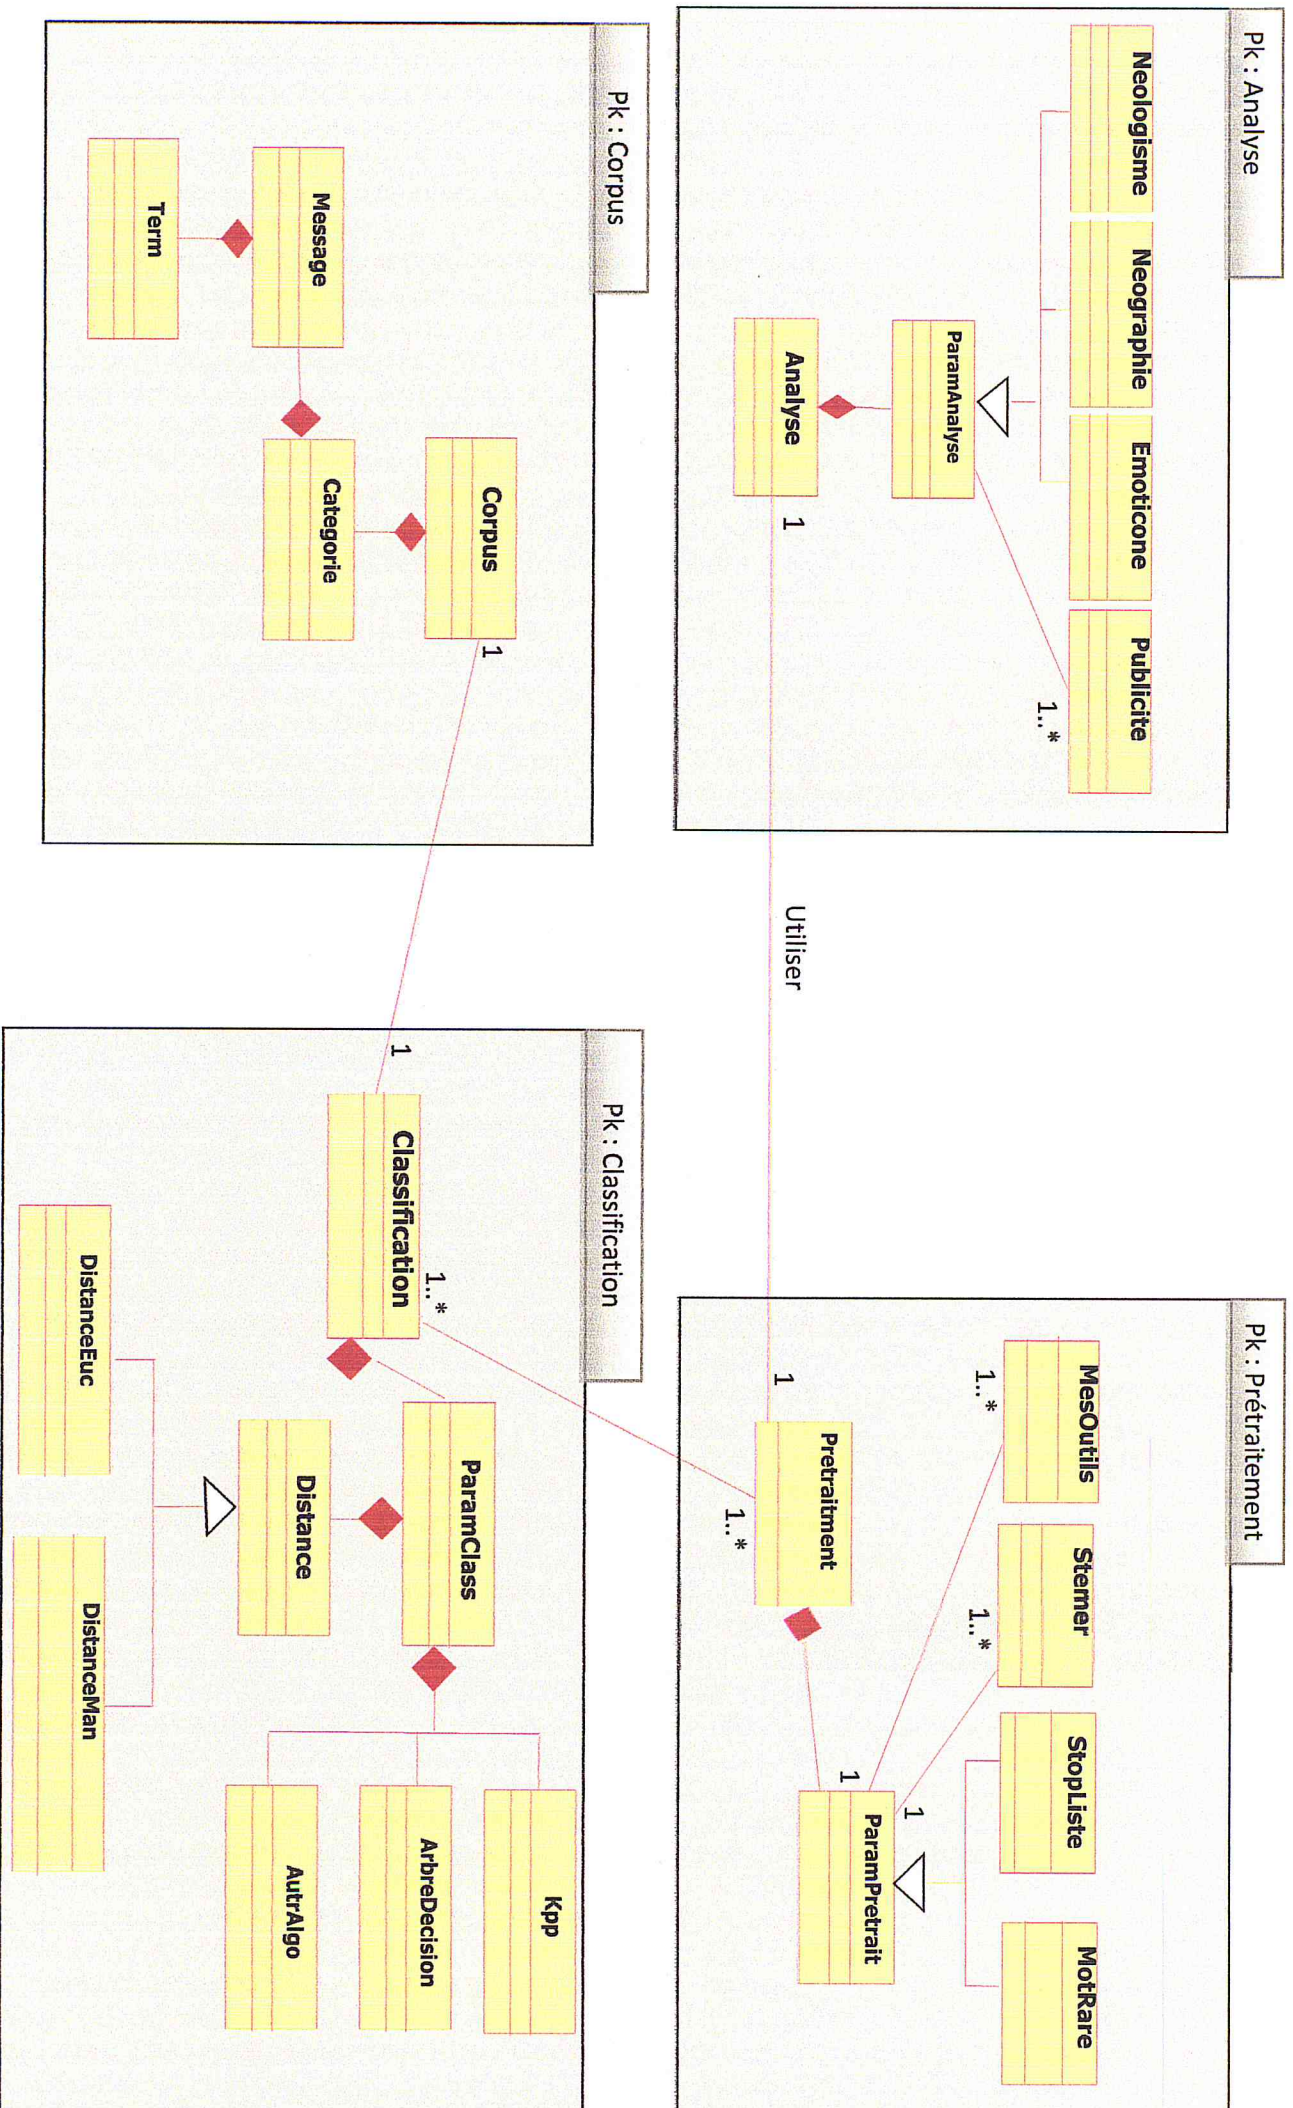 Pk : Analyse
Neologisme
Neographie
Emoticone
Publicite
1..*
ParamAnalyse
Analyse
1
Utiliser
Pk : Prétraitement
MesOutils
1..*
Stemer
1..*
StopListe
MotRare
1
Pretraitment
1..*
1
1
ParamPretrait
Pk : Corpus
Corpus
1
Message
Categorie
Term
Pk : Classification
1
Classification
1..*
ParamClass
Kpp
Distance
ArbreDecision
AutrAlgo
DistanceEuc
DistanceMan